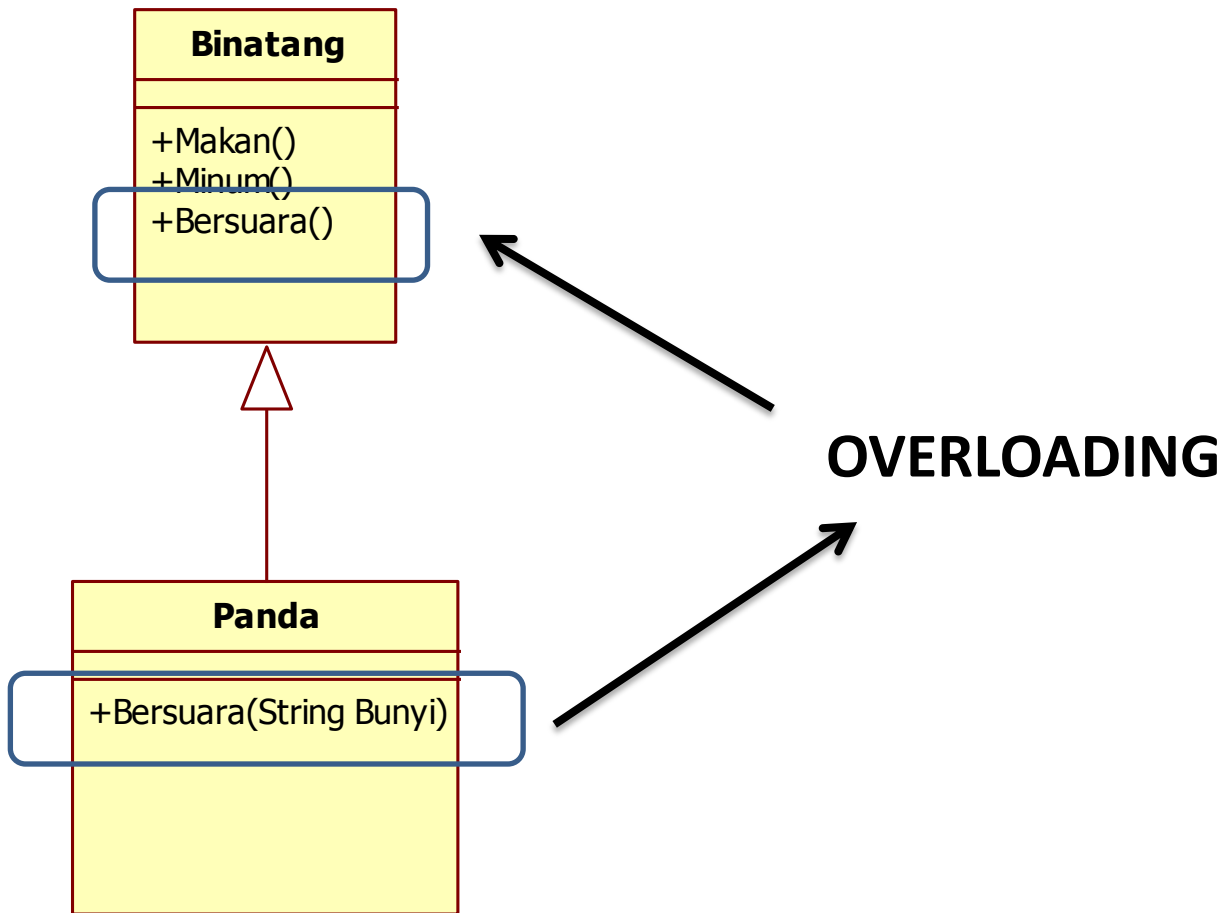 Binatang
+Makan()
+Minum()
+Bersuara()
OVERLOADING
Panda
+Bersuara(String Bunyi)